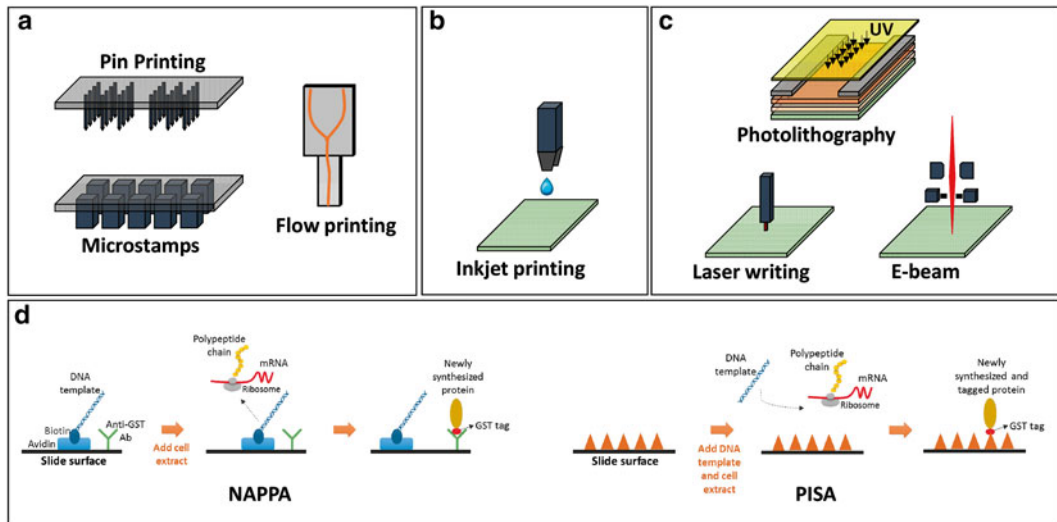 a
Pin Printing
Microstamps
Flow printing
b
Inkjet printing
c
UV
Photolithography
Laser writing
E-beam
d
DNA
template
Biotin
Avidin
Anti-GST
Ab
Slide surface
Add cell
extract
Polypeptide
chain
mRNA
Ribosome
Newly
synthesized
protein
GST tag
NAPPA
Slide surface
DNA
template
Add DNA
template
and cell
extract
Polypeptide
chain
mRNA
Ribosome
Newly
synthesized and
tagged protein
GST tag
PISA